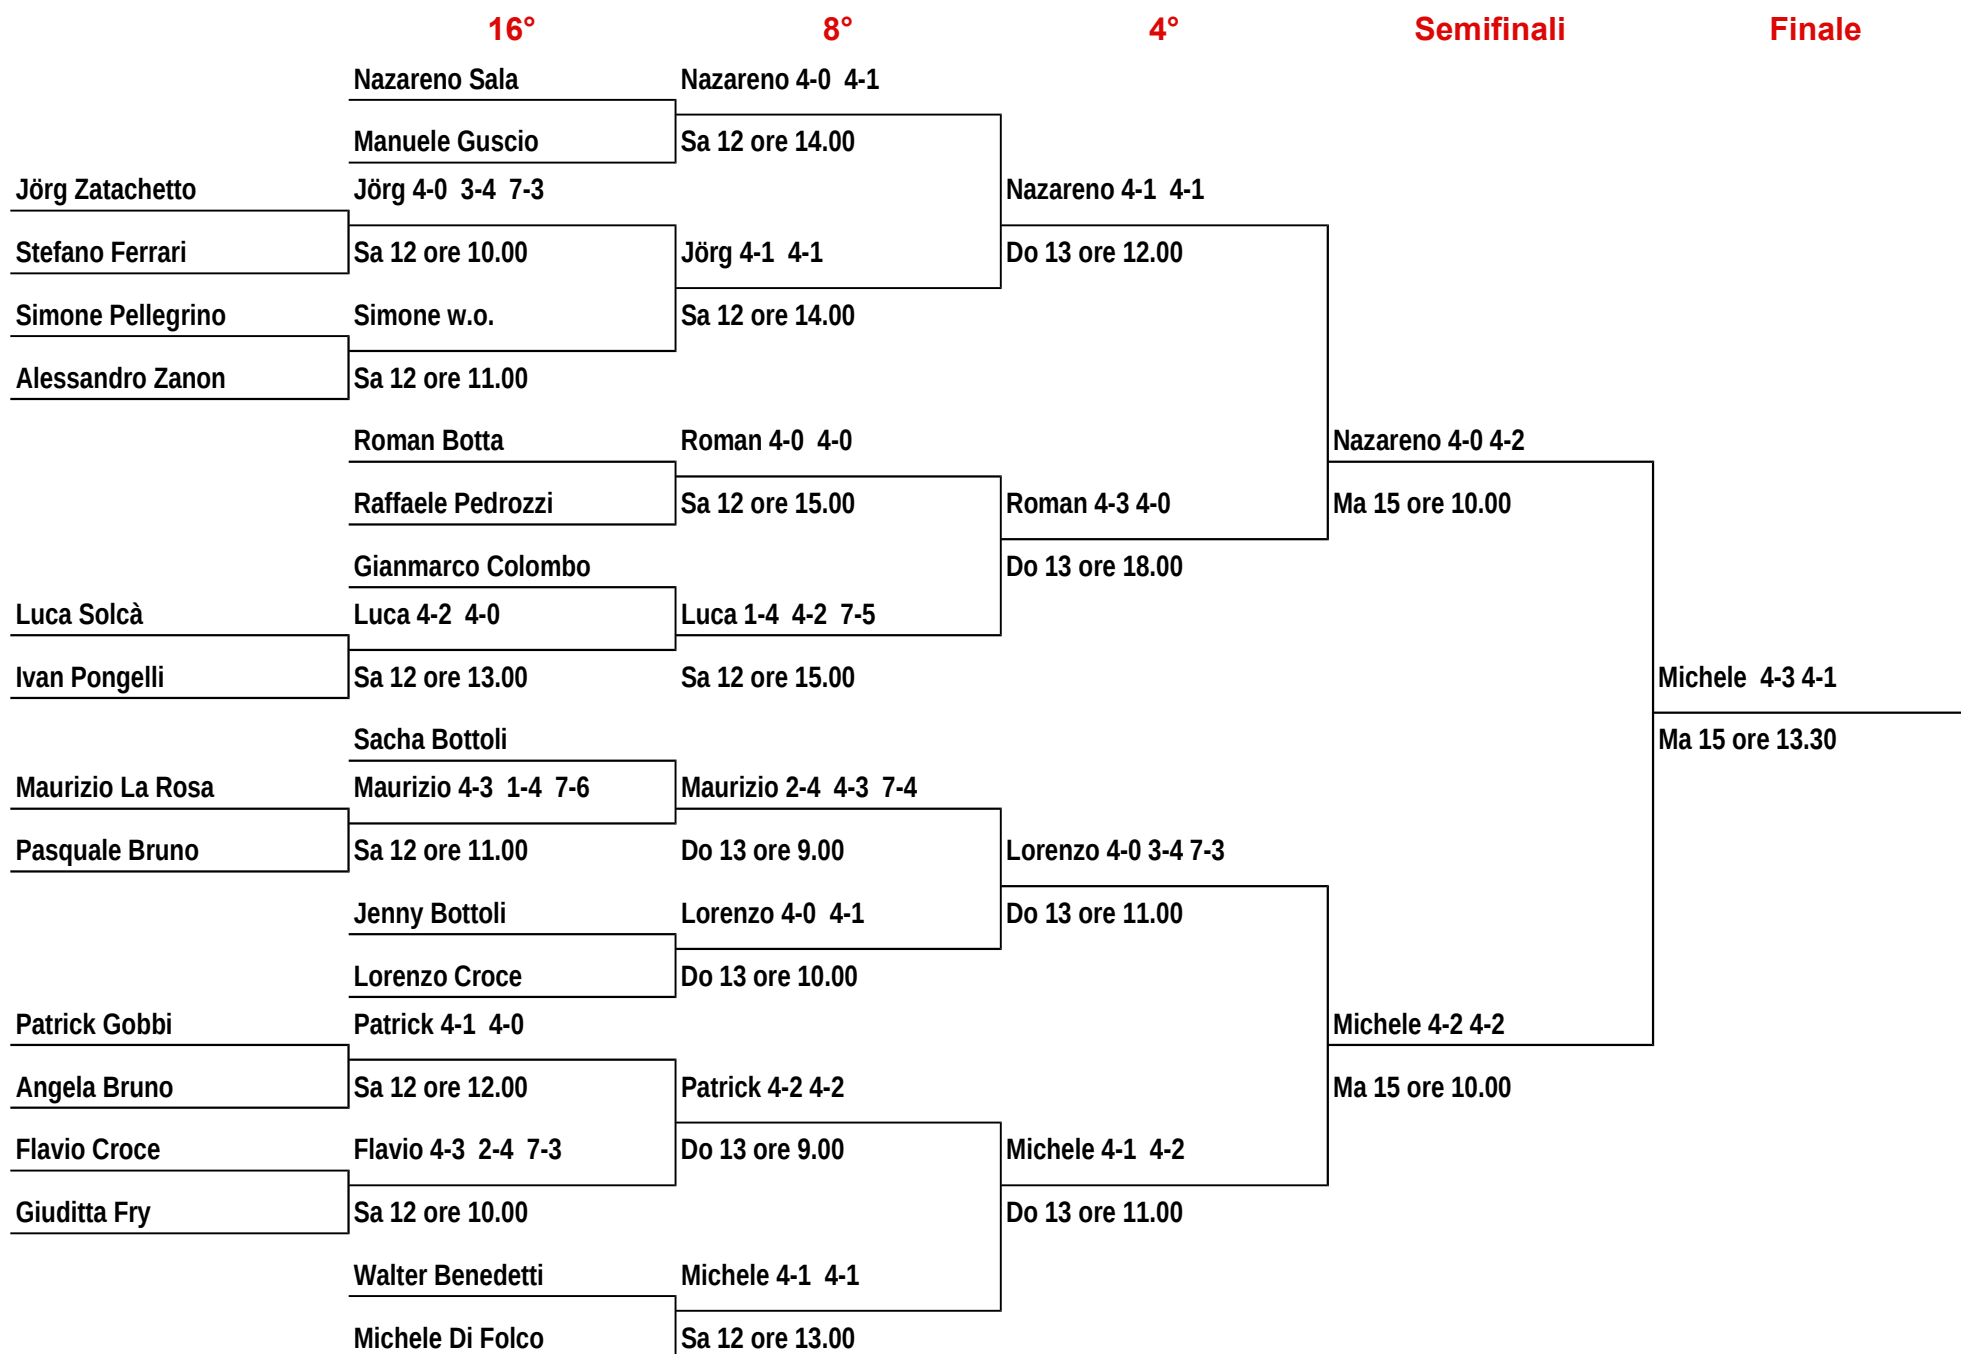 16° 8° 4° Semifinali Finale
Nazareno Sala Nazareno 4-0 4-1
Manuele Guscio Sa 12 ore 14.00
Jörg Zatachetto Jörg 4-0 3-4 7-3 Nazareno 4-1 4-1
Stefano Ferrari Sa 12 ore 10.00 Jörg 4-1 4-1 Do 13 ore 12.00
Simone Pellegrino Simone w.o. Sa 12 ore 14.00
Alessandro Zanon Sa 12 ore 11.00
Roman Botta Roman 4-0 4-0 Nazareno 4-0 4-2
Raffaele Pedrozzi Sa 12 ore 15.00 Roman 4-3 4-0 Ma 15 ore 10.00
Gianmarco Colombo Do 13 ore 18.00
Luca Solcà Luca 4-2 4-0 Luca 1-4 4-2 7-5
Ivan Pongelli Sa 12 ore 13.00 Sa 12 ore 15.00 Michele 4-3 4-1
Sacha Bottoli Ma 15 ore 13.30
Maurizio La Rosa Maurizio 4-3 1-4 7-6 Maurizio 2-4 4-3 7-4
Pasquale Bruno Sa 12 ore 11.00 Do 13 ore 9.00 Lorenzo 4-0 3-4 7-3
Jenny Bottoli Lorenzo 4-0 4-1 Do 13 ore 11.00
Lorenzo Croce Do 13 ore 10.00
Patrick Gobbi Patrick 4-1 4-0 Michele 4-2 4-2
Angela Bruno Sa 12 ore 12.00 Patrick 4-2 4-2 Ma 15 ore 10.00
Flavio Croce Flavio 4-3 2-4 7-3 Do 13 ore 9.00 Michele 4-1 4-2
Giuditta Fry Sa 12 ore 10.00 Do 13 ore 11.00
Walter Benedetti Michele 4-1 4-1
Michele Di Folco Sa 12 ore 13.00